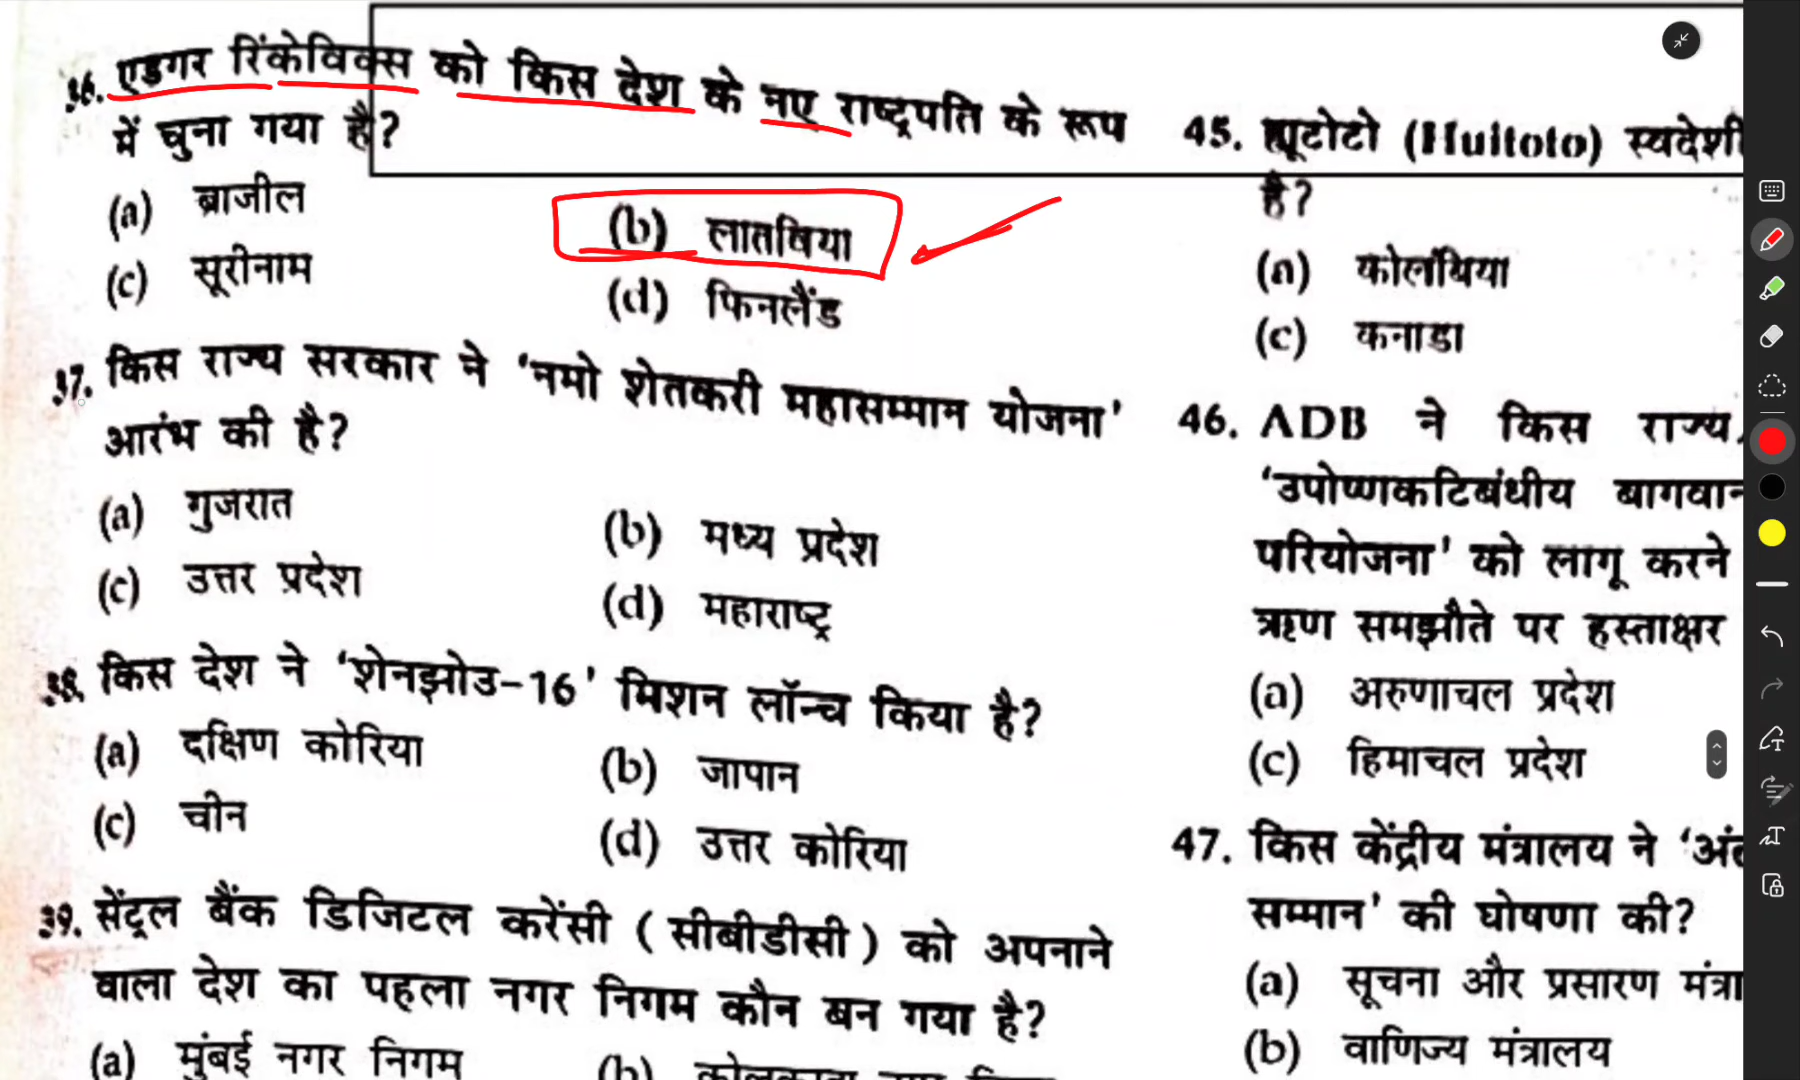 36. एडगर रिंकेविक्स को किस देश के नए राष्ट्रपति के रूप
में चुना गया है?
(a) ब्राजील
(b) लातविया
(c) सूरीनाम
(d) फिनलैंड
37. किस राज्य सरकार ने 'नमो शेतकरी महासम्मान योजना'
आरंभ की है?
(a) गुजरात
(b) मध्य प्रदेश
(c) उत्तर प्रदेश
(d) महाराष्ट्र
38. किस देश ने 'शेनझोउ-16' मिशन लॉन्च किया है?
(a) दक्षिण कोरिया
(b) जापान
(c) चीन
(d) उत्तर कोरिया
39. सेंट्रल बैंक डिजिटल करेंसी (सीबीडीसी) को अपनाने
वाला देश का पहला नगर निगम कौन बन गया है?
(a) मुंबई नगर निगम
(b)
45. ह्यूटोटो (Huitoto) स्वदेशी
है?
(a) कोलंबिया
(c) कनाडा
46. ADB ने किस राज्य
'उपोष्णकटिबंधीय
परियोजना' को लागू करने
ऋण समझौते पर हस्ताक्षर
(a) अरुणाचल प्रदेश
(c) हिमाचल प्रदेश
47. किस केंद्रीय मंत्रालय ने
सम्मान' की घोषणा की?
(a) सूचना और प्रसारण
(b) वाणिज्य मंत्रालय